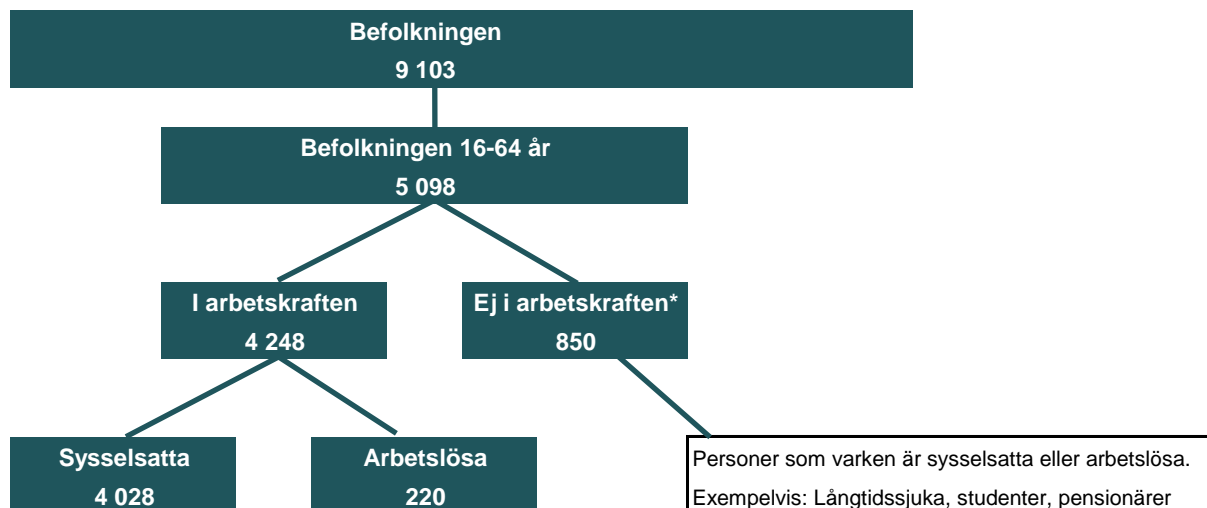 Befolkningen
9 103
Befolkningen 16-64 år
5 098
I arbetskraften
4 248
Ej i arbetskraften*
850
Sysselsatta
4 028
Arbetslösa
220
Personer som varken är sysselsatta eller arbetslösa.
Exempelvis: Långtidssjuka, studenter, pensionärer